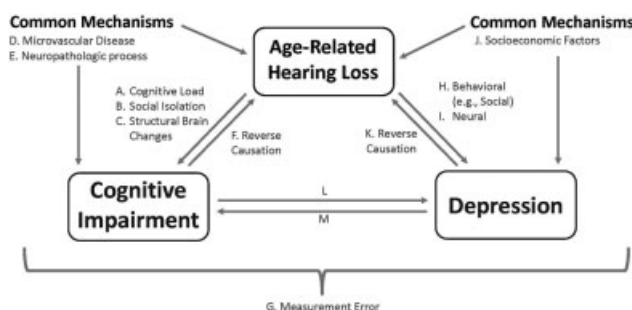 Common Mechanisms
D. Microvascular Disease
E. Neuropathologic process
Common Mechanisms
J. Socioeconomic Factors
Age-Related
Hearing Loss
A. Cognitive Load
B. Social Isolation
C. Structural Brain
Changes
F. Reverse
Causation
K. Reverse
Causation
H. Behavioral
(e.g., Social)
I. Neural
Cognitive
Impairment
L
M
Depression
G. Measurement Error